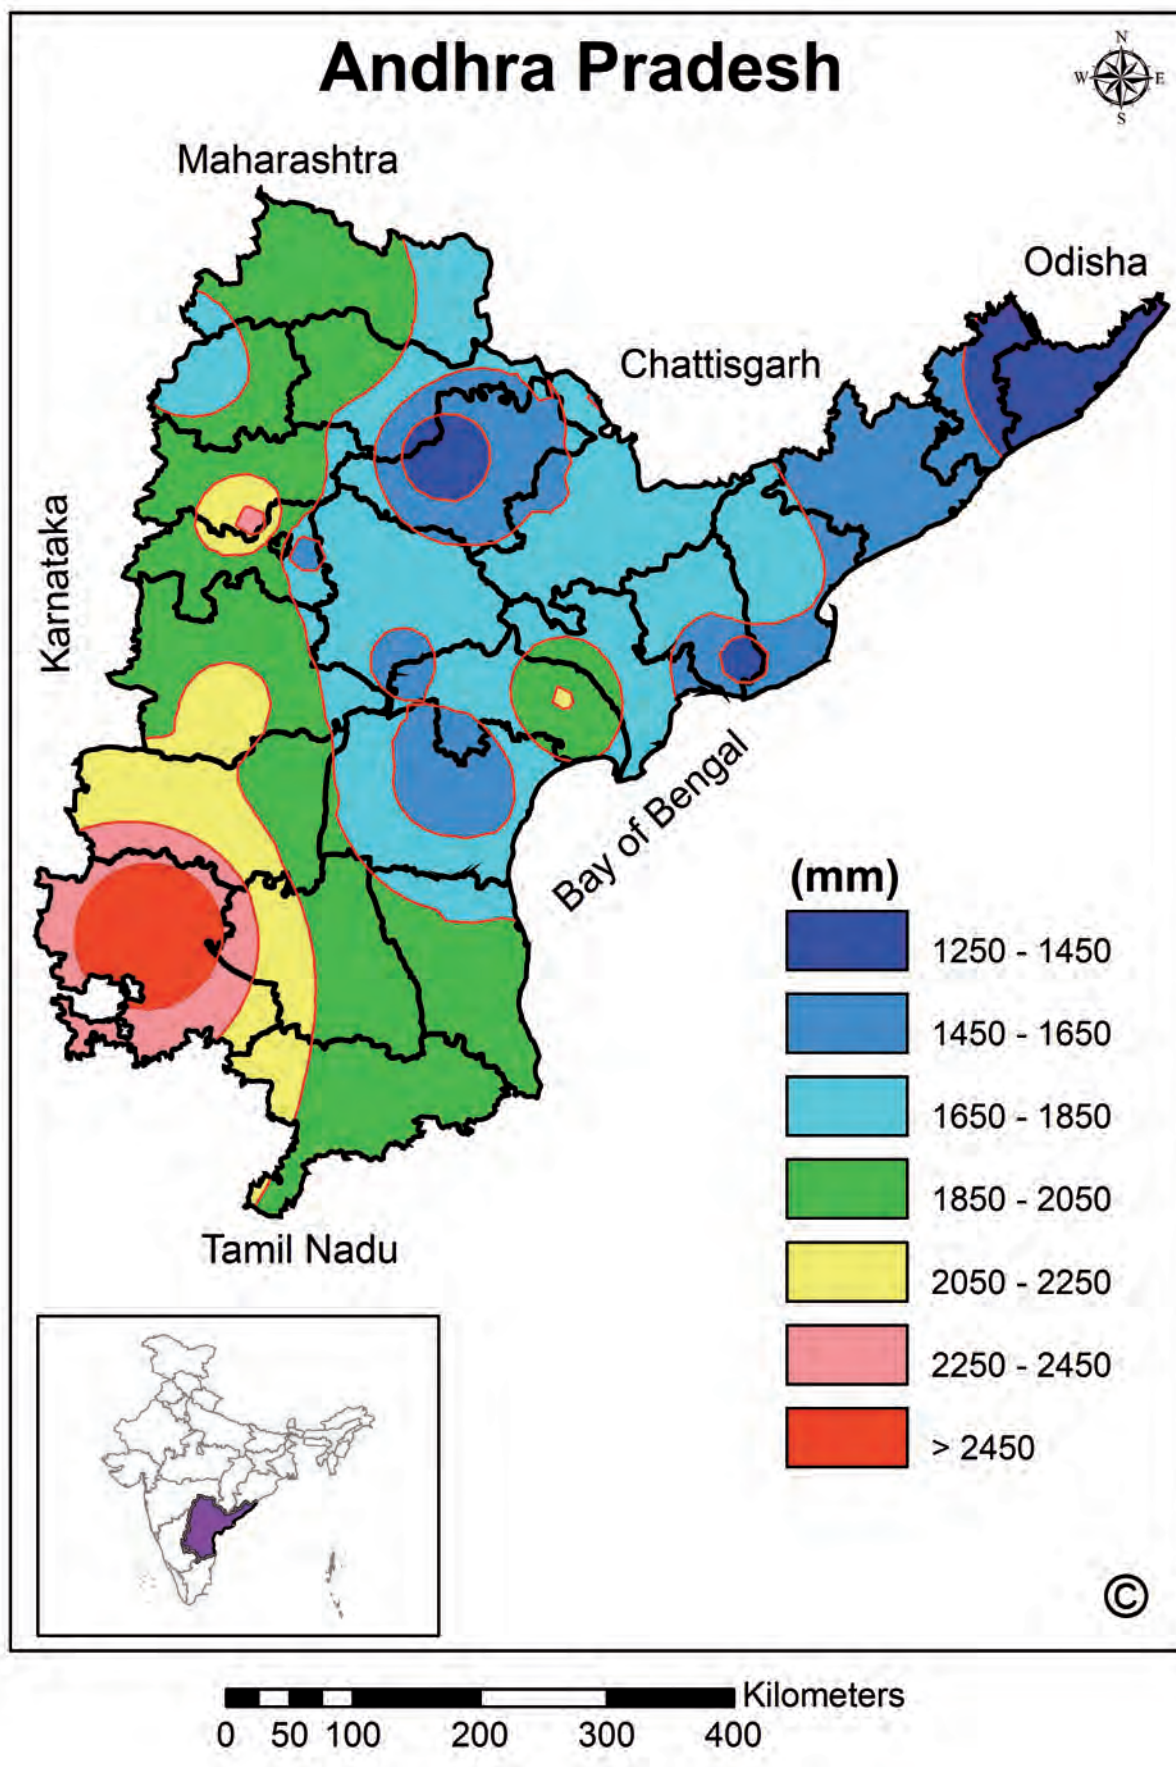 Andhra Pradesh
N
W E
S
Maharashtra
Odisha
Chattisgarh
Karnataka
Bay of Bengal
(mm)
1250 - 1450
1450 - 1650
1650 - 1850
1850 - 2050
2050 - 2250
2250 - 2450
> 2450
Tamil Nadu
©
Kilometers
0 50 100 200 300 400